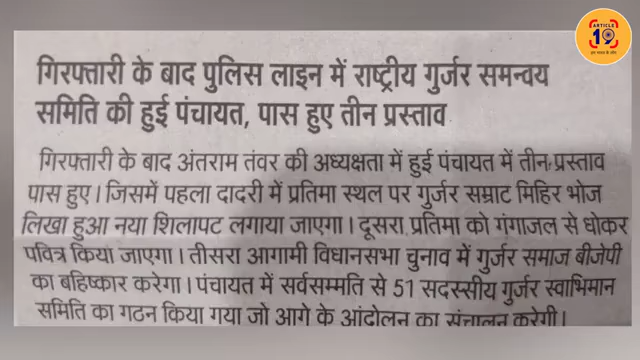 ARTICLE
19
गिरफ्तारी के बाद पुलिस लाइन में राष्ट्रीय गुर्जर समन्वय
समिति की हुई पंचायत, पास हुए तीन प्रस्ताव
गिरफ्तारी के बाद अंतराम तंवर की अध्यक्षता में हुई पंचायत में तीन प्रस्ताव
पास हुए। जिसमें पहला दादरी में प्रतिमा स्थल पर गुर्जर सम्राट मिहिर भोज
लिखा हुआ नया शिलापट लगाया जाएगा। दूसरा प्रतिमा को गंगाजल से धोकर
पवित्र किया जाएगा। तीसरा आगामी विधानसभा चुनाव में गुर्जर समाज बीजेपी
का बहिष्कार करेगा। पंचायत में सर्वसम्मति से 51 सदस्सीय गुर्जर स्वाभिमान
समिति का गठन किया गया जो आगे के आंदोलन का संचालन करेगी।